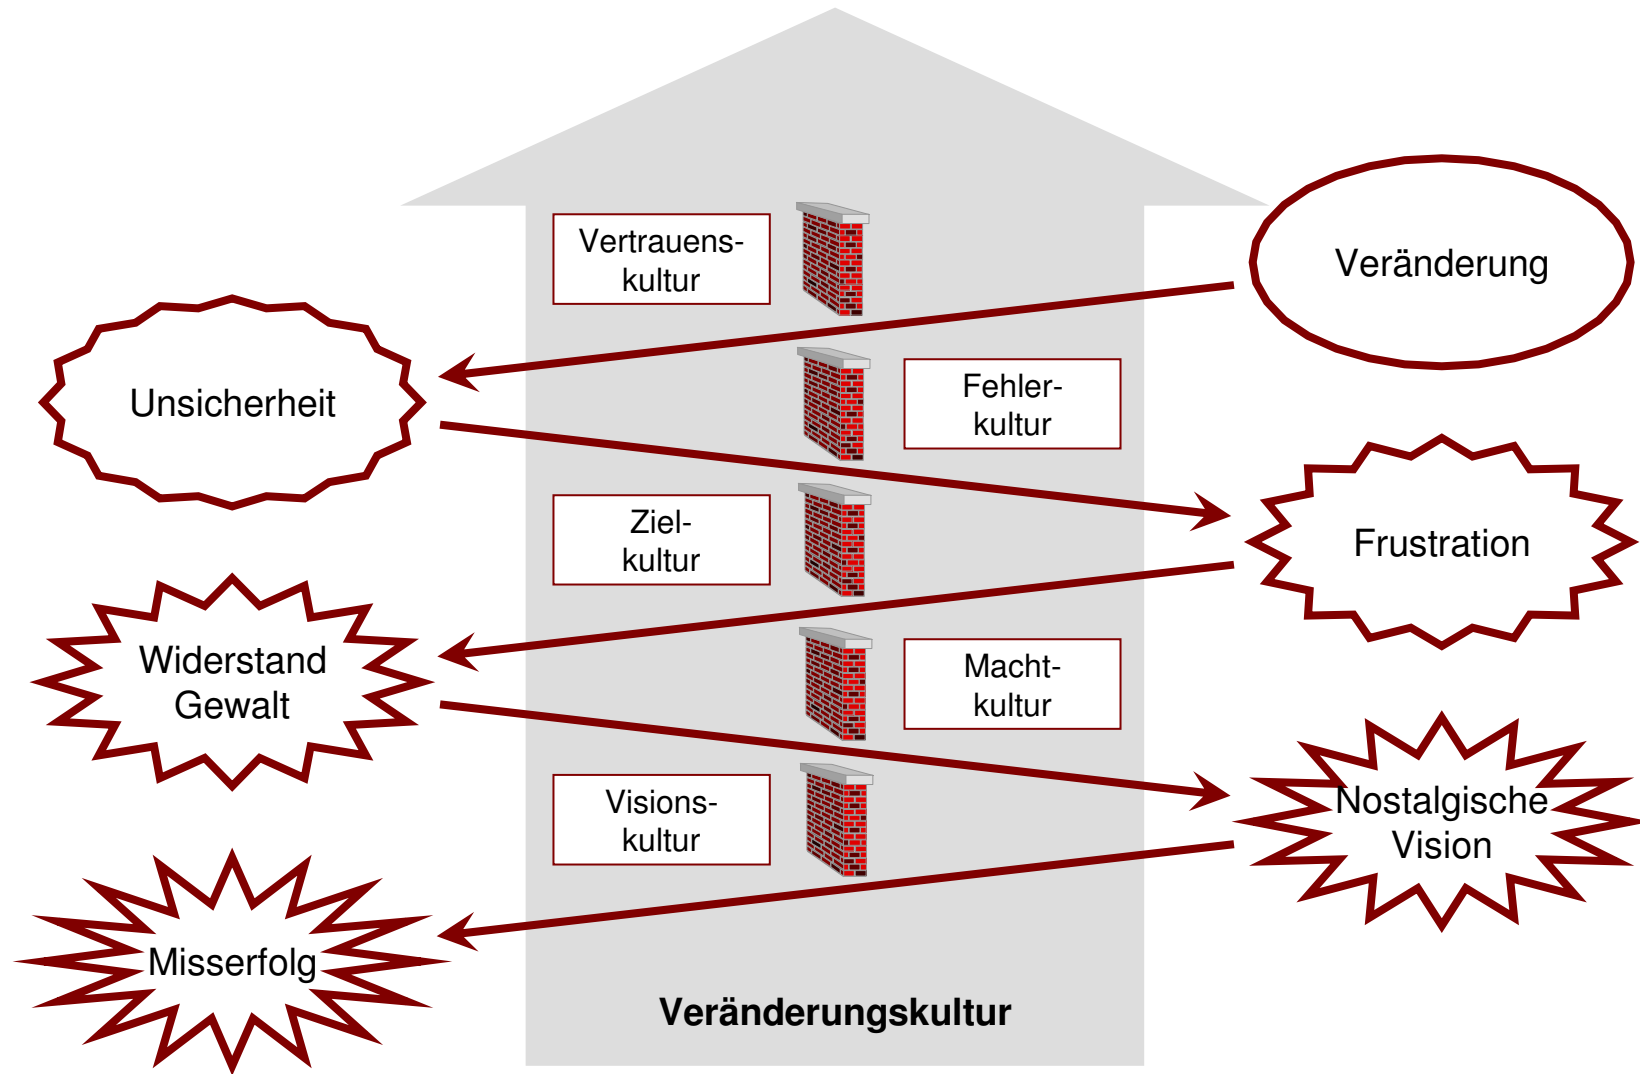 Vertrauens-
kultur
Veränderung
Unsicherheit
Fehler-
kultur
Ziel-
kultur
Frustration
Widerstand
Gewalt
Macht-
kultur
Visions-
kultur
Nostalgische
Vision
Misserfolg
Veränderungskultur